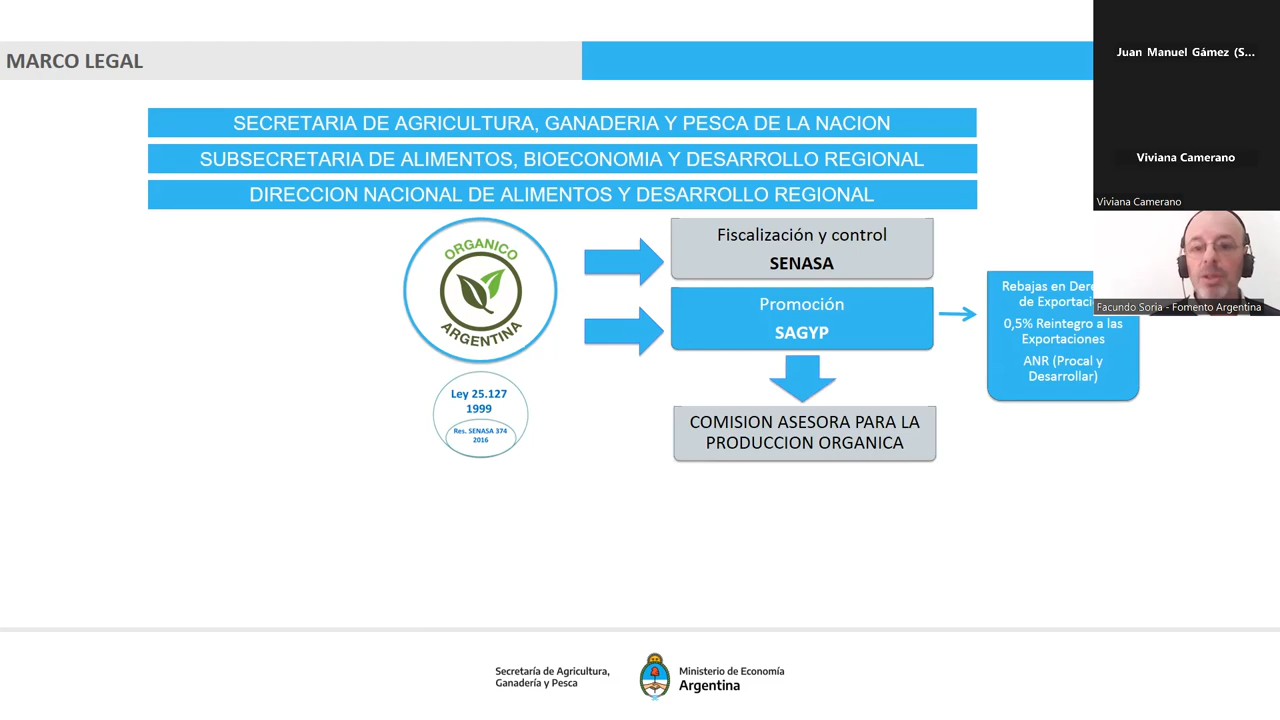 MARCO LEGAL
SECRETARIA DE AGRICULTURA, GANADERIA Y PESCA DE LA NACION
SUBSECRETARIA DE ALIMENTOS, BIOECONOMIA Y DESARROLLO REGIONAL
DIRECCION NACIONAL DE ALIMENTOS Y DESARROLLO REGIONAL
ORGANICO
ARGENTINA
Ley 25.127
1999
Res. SENASA 374
2016
Fiscalización y control
SENASA
Promoción
SAGYP
COMISION ASESORA PARA LA
PRODUCCION ORGANICA
Rebajas en
de
0,5% Reintegro a las
Exportaciones
ANR (Procal y
Desarrollar)
Juan Manuel Gámez (S...
Viviana Camerano
Viviana Camerano
Facundo Soria - Fomento Argentina
Secretaría de Agricultura,
Ganadería y Pesca
Ministerio de Economía
Argentina